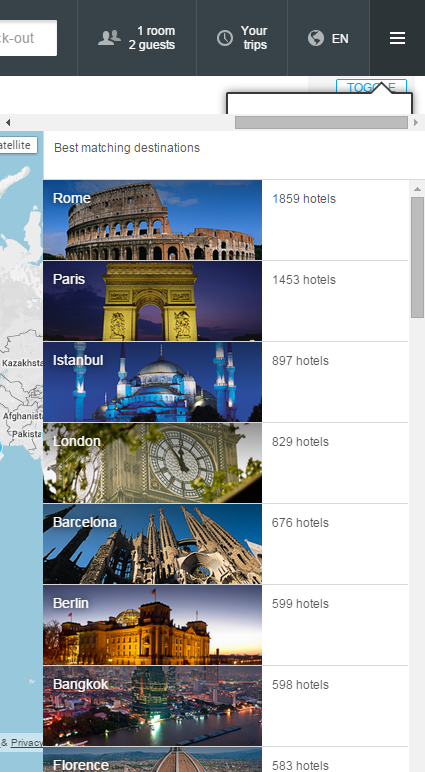 ck-out
1 room
2 guests
Your
trips
EN
TOGGLE
atellite
Best matching destinations
Rome
1859 hotels
Paris
1453 hotels
Istanbul
897 hotels
London
829 hotels
Barcelona
676 hotels
Berlin
599 hotels
Bangkok
598 hotels
Florence
583 hotels
Kazakhsta
Afghanist
Pakista
& Privacy